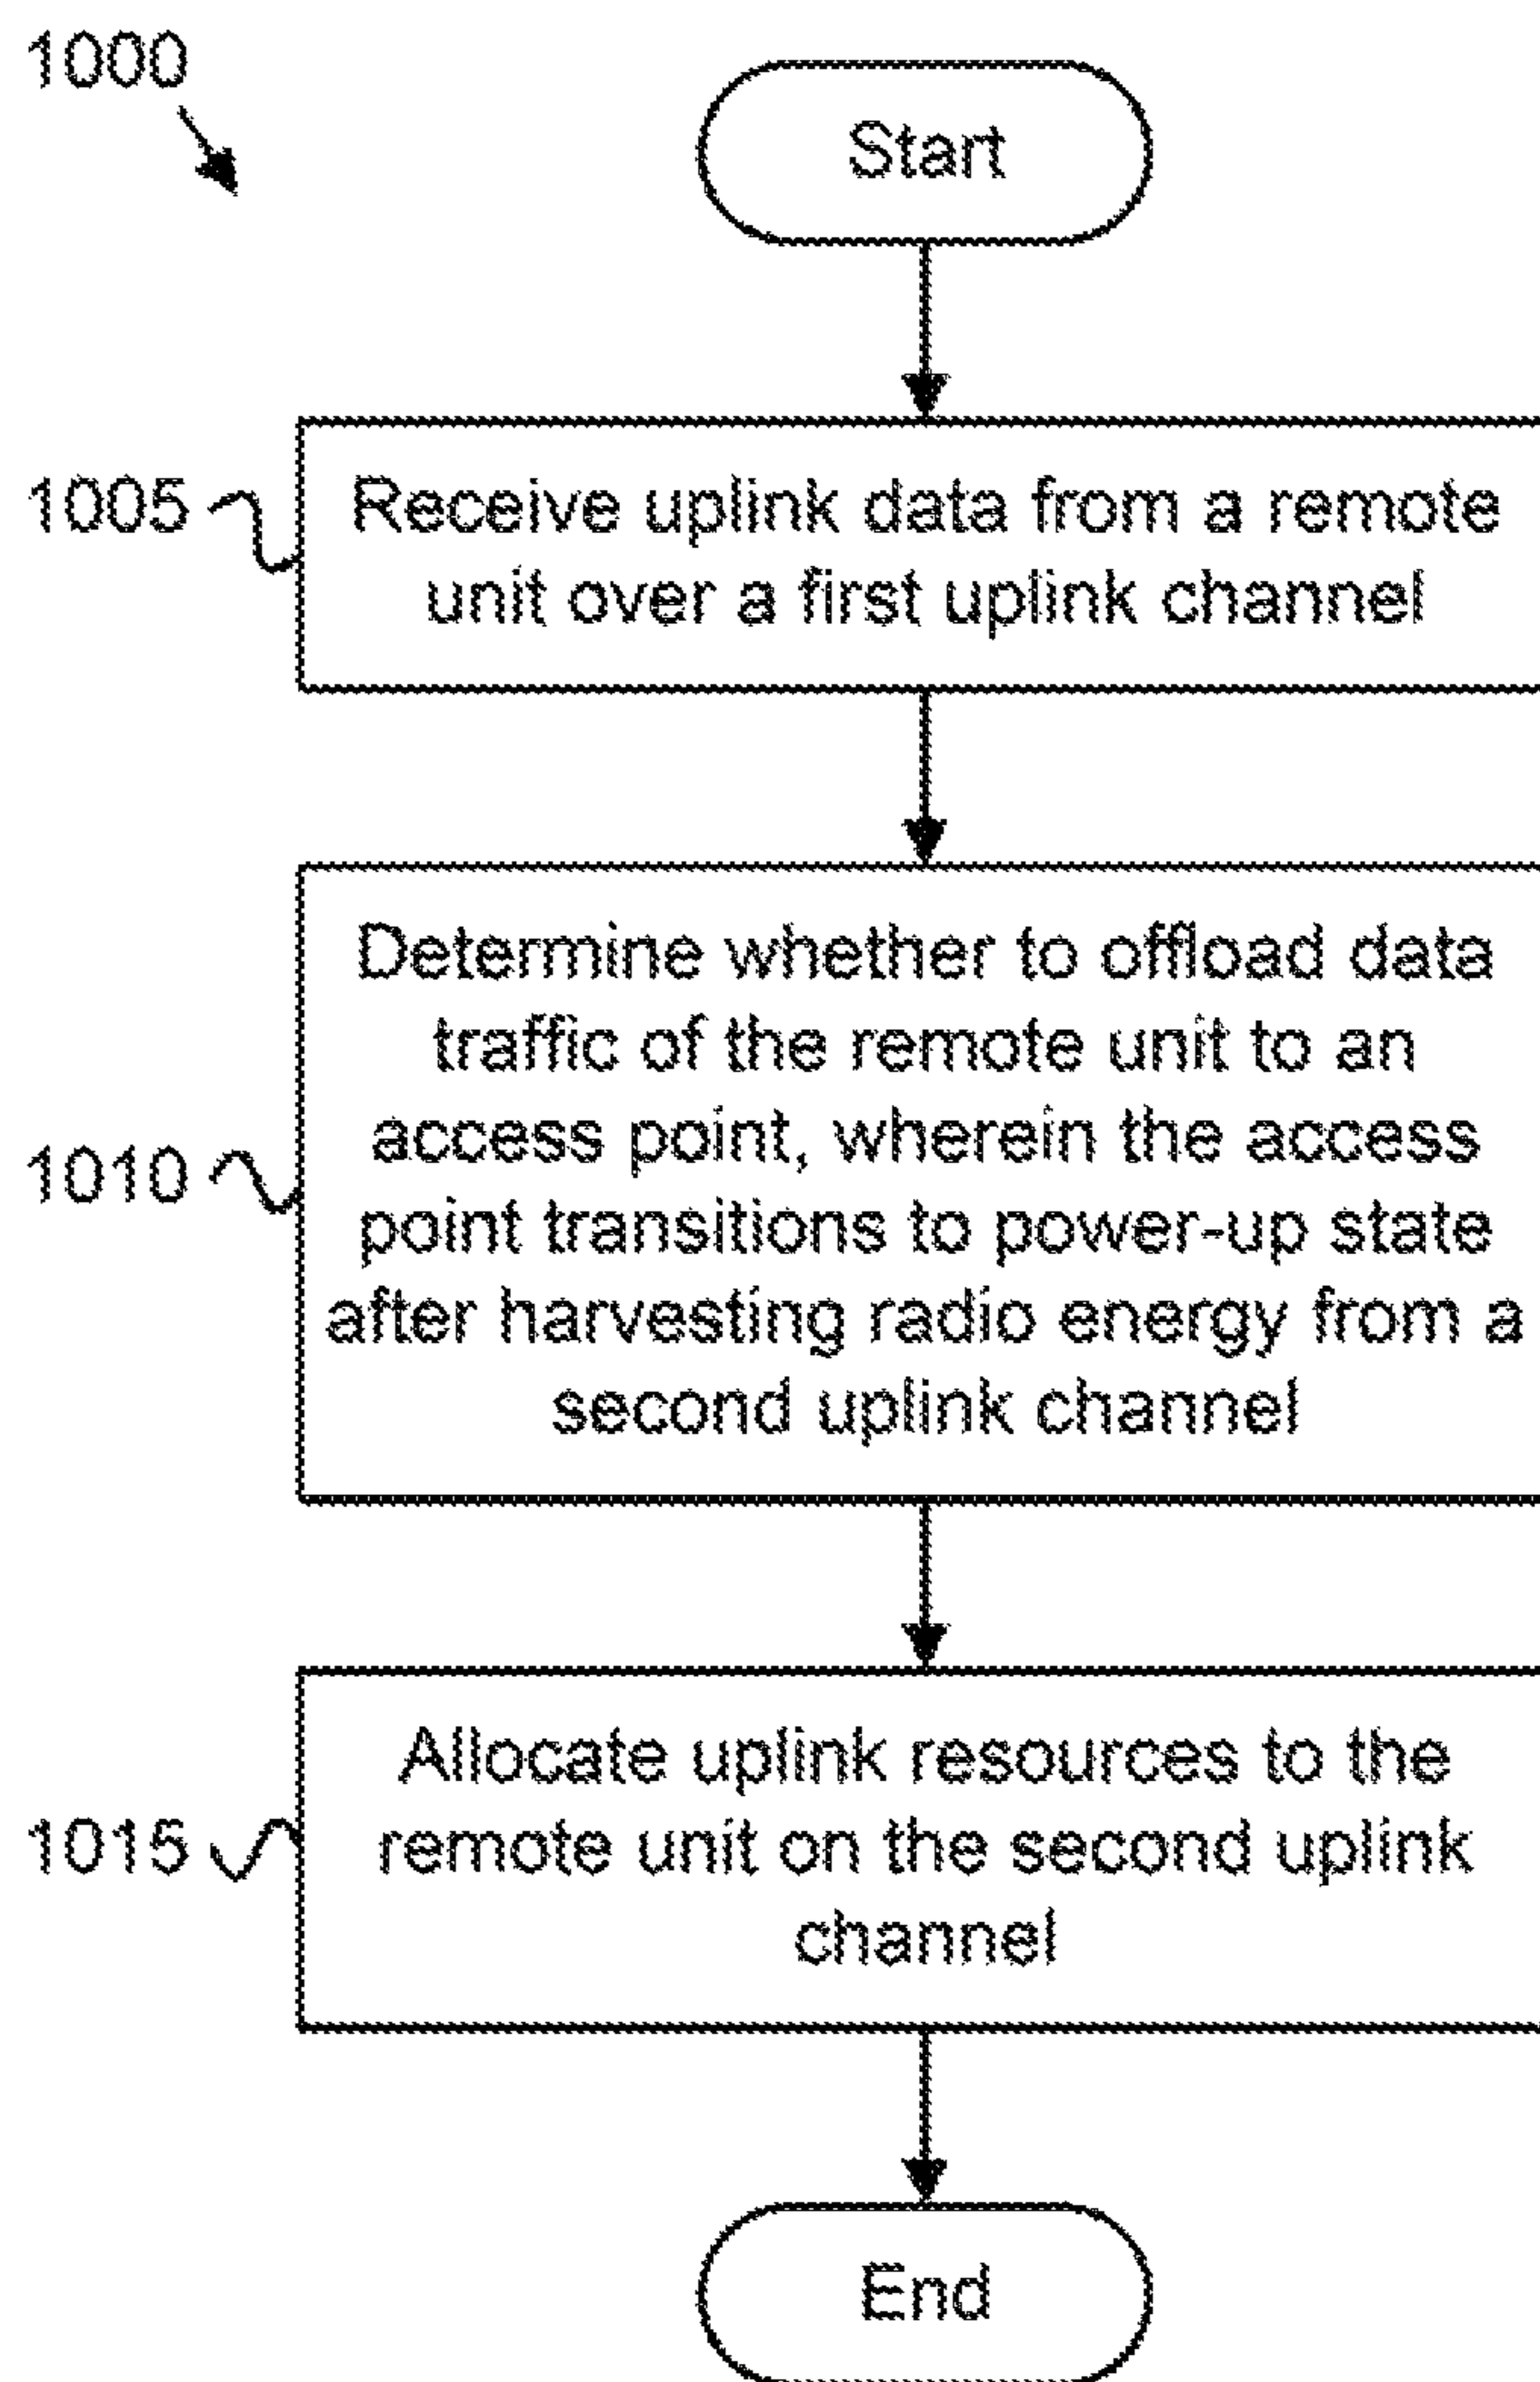 1000
Start
1005
Receive uplink data from a remote
unit over a first uplink channel
Determine whether to offload data
traffic of the remote unit to an
access point, wherein the access
1010
point transitions to power-up state
after harvesting radio energy from a
second uplink channel
Allocate uplink resources to the
1015
remote unit on the second uplink
channel
End